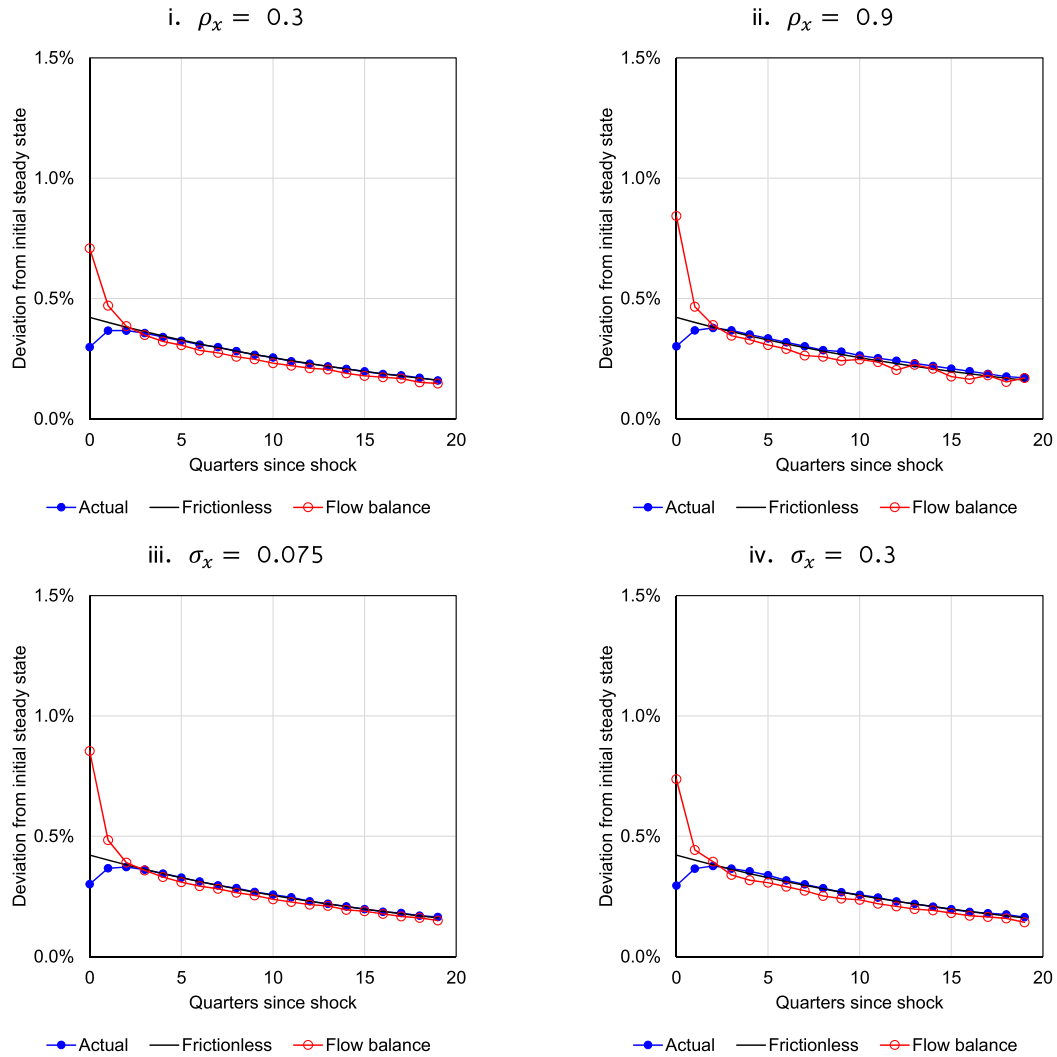 i. ρₓ = 0.3
1.5%
1.0%
0.5%
0.0%
Deviation from initial steady state
0 5 10 15 20
Quarters since shock
Actual Frictionless Flow balance
ii. ρₓ = 0.9
1.5%
1.0%
0.5%
0.0%
Deviation from initial steady state
0 5 10 15 20
Quarters since shock
Actual Frictionless Flow balance
iii. σₓ = 0.075
1.5%
1.0%
0.5%
0.0%
Deviation from initial steady state
0 5 10 15 20
Quarters since shock
Actual Frictionless Flow balance
iv. σₓ = 0.3
1.5%
1.0%
0.5%
0.0%
Deviation from initial steady state
0 5 10 15 20
Quarters since shock
Actual Frictionless Flow balance